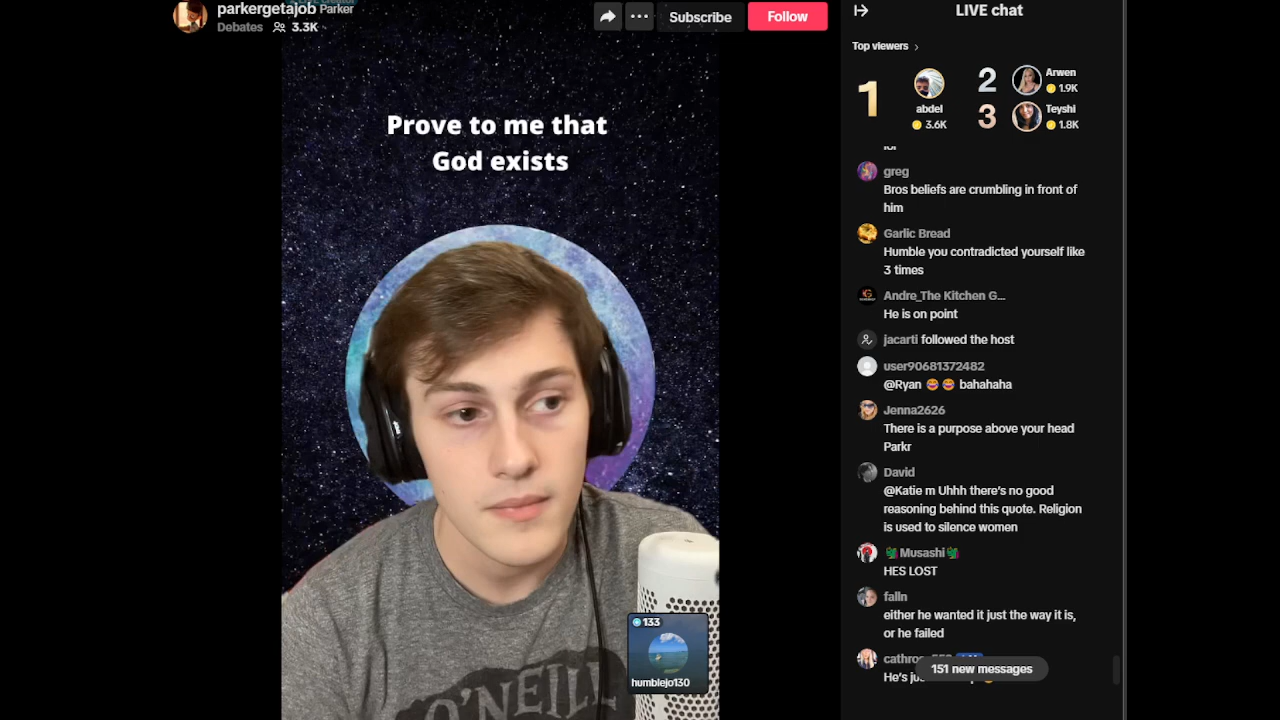 parkergetajob Parker
Debates 3.3K
Subscribe
Follow
LIVE chat
Top viewers
1
abdel
3.6K
2
Arwen
1.9K
3
Teyshi
1.8K
Prove to me that
God exists
greg
Bros beliefs are crumbling in front of
him
Garlic Bread
Humble you contradicted yourself like
3 times
Andre_The Kitchen G...
He is on point
jacarti followed the host
user90681372482
@Ryan 😂😂 bahahaha
Jenna2626
There is a purpose above your head
Parkr
David
@Katie m Uhhh there's no good
reasoning behind this quote. Religion
is used to silence women
🐉Musashi🐉
HES LOST
falln
either he wanted it just the way it is,
or he failed
151 new messages
He's
O'NEILL
133
humblejo130